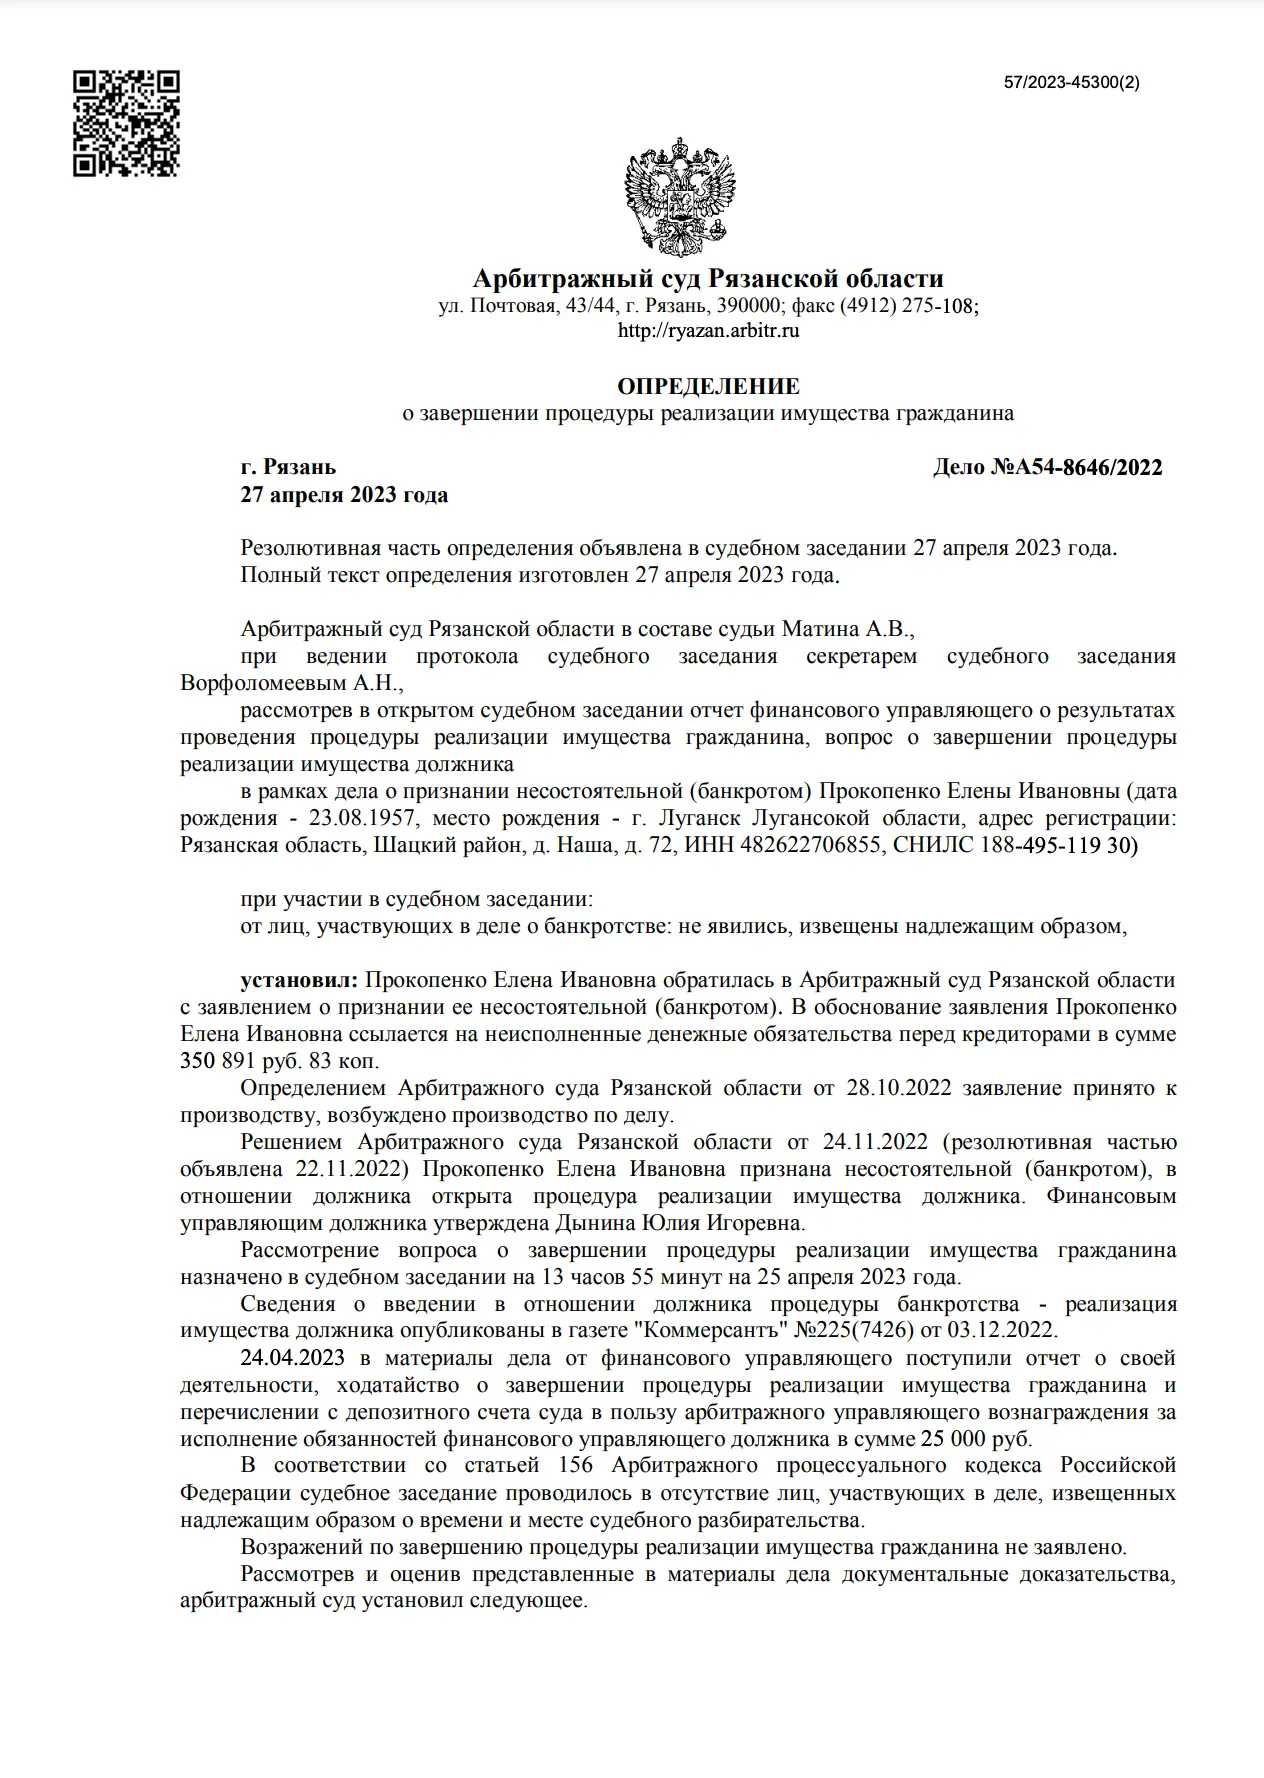 57/2023-45300(2)
Арбитражный суд Рязанской области
ул. Почтовая, 43/44, г. Рязань, 390000; факс (4912) 275-108;
http://ryazan.arbitr.ru
ОПРЕДЕЛЕНИЕ
о завершении процедуры реализации имущества гражданина
г. Рязань Дело №А54-8646/2022
27 апреля 2023 года
Резолютивная часть определения объявлена в судебном заседании 27 апреля 2023 года.
Полный текст определения изготовлен 27 апреля 2023 года.
Арбитражный суд Рязанской области в составе судьи Матина А.В.,
при ведении протокола судебного заседания секретарем судебного заседания
Ворфоломеевым А.Н.,
рассмотрев в открытом судебном заседании отчет финансового управляющего о результатах
проведения процедуры реализации имущества гражданина, вопрос о завершении процедуры
реализации имущества должника
в рамках дела о признании несостоятельной (банкротом) Прокопенко Елены Ивановны (дата
рождения - 23.08.1957, место рождения - г. Луганск Лугансокой области, адрес регистрации:
Рязанская область, Шацкий район, д. Наша, д. 72, ИНН 482622706855, СНИЛС 188-495-119 30)
при участии в судебном заседании:
от лиц, участвующих в деле о банкротстве: не явились, извещены надлежащим образом,
установил: Прокопенко Елена Ивановна обратилась в Арбитражный суд Рязанской области
с заявлением о признании ее несостоятельной (банкротом). В обоснование заявления Прокопенко
Елена Ивановна ссылается на неисполненные денежные обязательства перед кредиторами в сумме
350 891 руб. 83 коп.
Определением Арбитражного суда Рязанской области от 28.10.2022 заявление принято к
производству, возбуждено производство по делу.
Решением Арбитражного суда Рязанской области от 24.11.2022 (резолютивная частью
объявлена 22.11.2022) Прокопенко Елена Ивановна признана несостоятельной (банкротом), в
отношении должника открыта процедура реализации имущества должника. Финансовым
управляющим должника утверждена Дынина Юлия Игоревна.
Рассмотрение вопроса о завершении процедуры реализации имущества гражданина
назначено в судебном заседании на 13 часов 55 минут на 25 апреля 2023 года.
Сведения о введении в отношении должника процедуры банкротства - реализация
имущества должника опубликованы в газете "Коммерсантъ" №225(7426) от 03.12.2022.
24.04.2023 в материалы дела от финансового управляющего поступили отчет о своей
деятельности, ходатайство о завершении процедуры реализации имущества гражданина и
перечислении с депозитного счета суда в пользу арбитражного управляющего вознаграждения за
исполнение обязанностей финансового управляющего должника в сумме 25 000 руб.
В соответствии со статьей 156 Арбитражного процессуального кодекса Российской
Федерации судебное заседание проводилось в отсутствие лиц, участвующих в деле, извещенных
надлежащим образом о времени и месте судебного разбирательства.
Возражений по завершению процедуры реализации имущества гражданина не заявлено.
Рассмотрев и оценив представленные в материалы дела документальные доказательства,
арбитражный суд установил следующее.